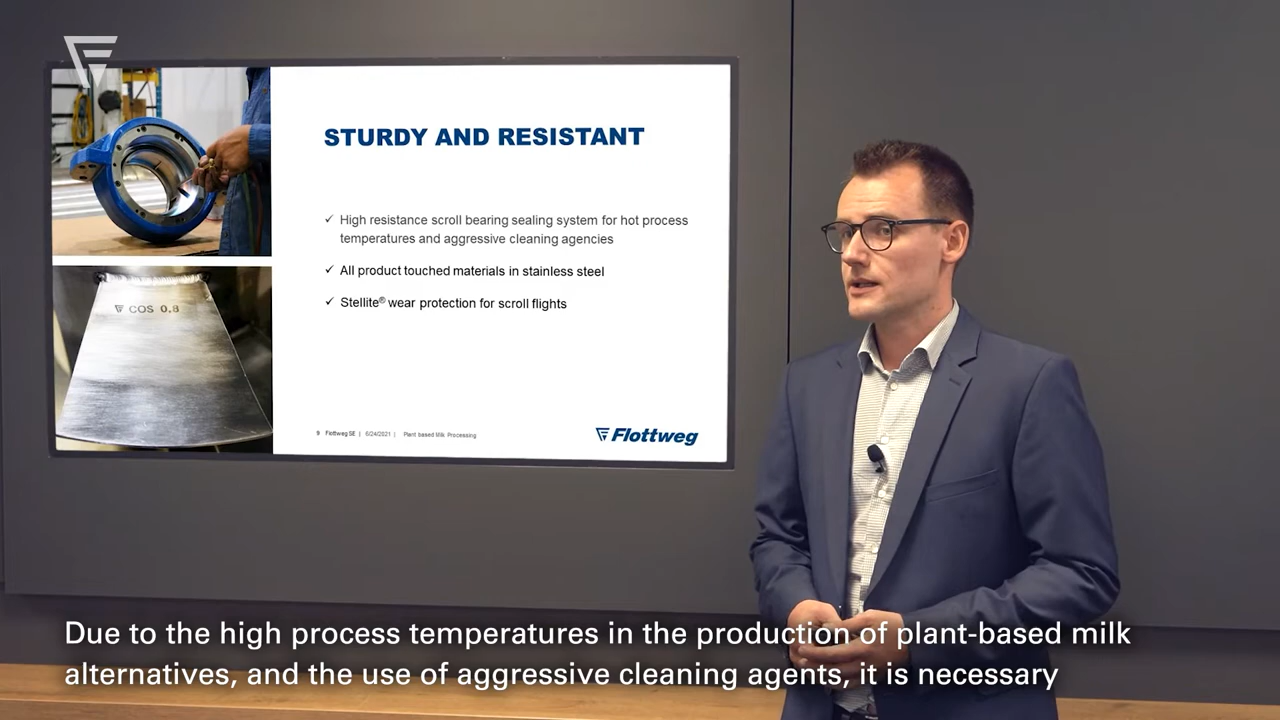 STURDY AND RESISTANT
✓ High resistance scroll bearing sealing system for hot process
temperatures and aggressive cleaning agencies
✓ All product touched materials in stainless steel
✓ Stellite® wear protection for scroll flights
COS 0,8
9 Flottweg SE | 6/24/2021 | Plant based Milk Processing
Flottweg
Due to the high process temperatures in the production of plant-based milk
alternatives, and the use of aggressive cleaning agents, it is necessary